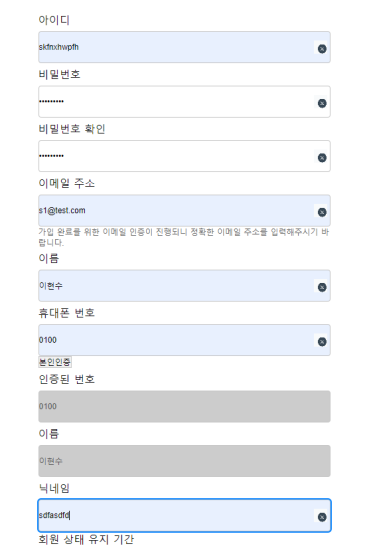 아이디
skfnxhwpfh
비밀번호
•••••••••
비밀번호 확인
•••••••••
이메일 주소
s1@test.com
가입 완료를 위한 이메일 인증이 진행되니 정확한 이메일 주소을 입력해주시기 바
랍니다.
이름
이현수
휴대폰 번호
0100
본인인증
인증된 번호
0100
이름
이현수
닉네임
sdfasdfd
회원 상태 유지 기간